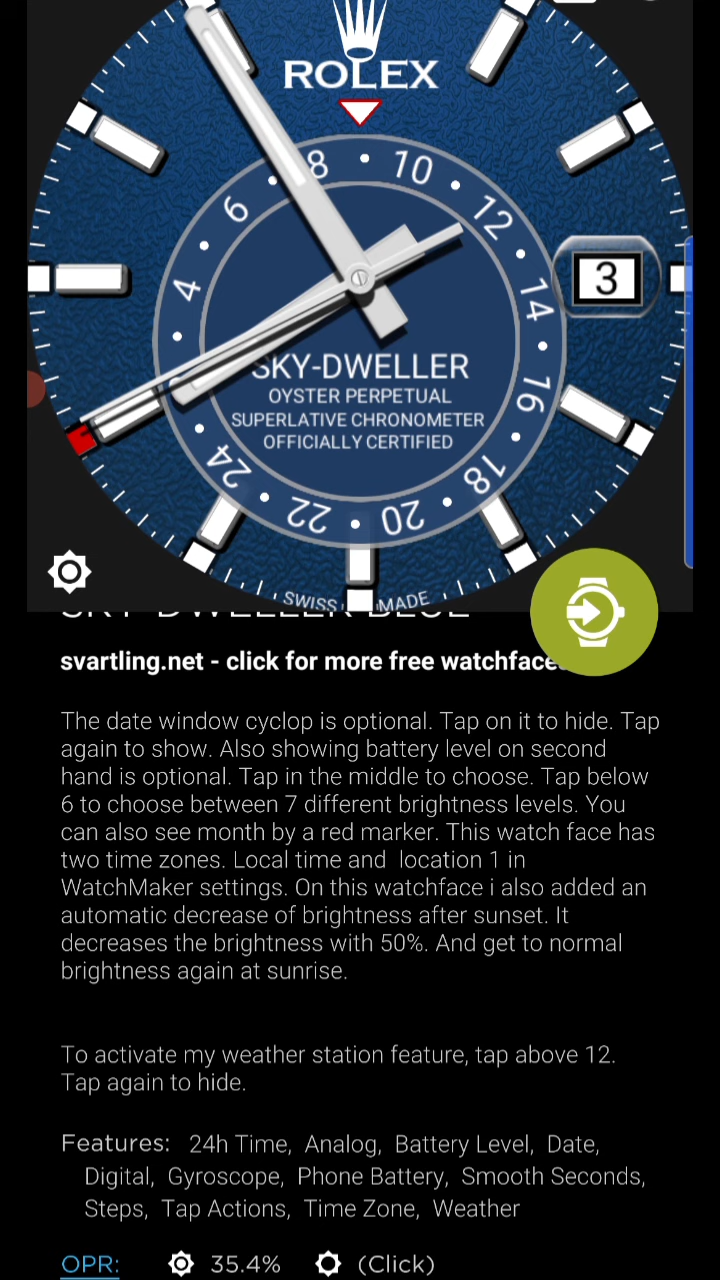 ROLEX
8
10
6
12
4
3
14
SKY-DWELLER
OYSTER PERPETUAL
16
SUPERLATIVE CHRONOMETER
OFFICIALLY CERTIFIED
24
18
22
20
SWISS MADE
SKY-DWELLER BLUE
svartling.net - click for more free watchfaces
The date window cyclop is optional. Tap on it to hide. Tap
again to show. Also showing battery level on second
hand is optional. Tap in the middle to choose. Tap below
6 to choose between 7 different brightness levels. You
can also see month by a red marker. This watch face has
two time zones. Local time and  location 1 in
WatchMaker settings. On this watchface i also added an
automatic decrease of brightness after sunset. It
decreases the brightness with 50%. And get to normal
brightness again at sunrise.
To activate my weather station feature, tap above 12.
Tap again to hide.
Features: 24h Time, Analog, Battery Level, Date,
Digital, Gyroscope, Phone Battery, Smooth Seconds,
Steps, Tap Actions, Time Zone, Weather
OPR: 35.4% (Click)